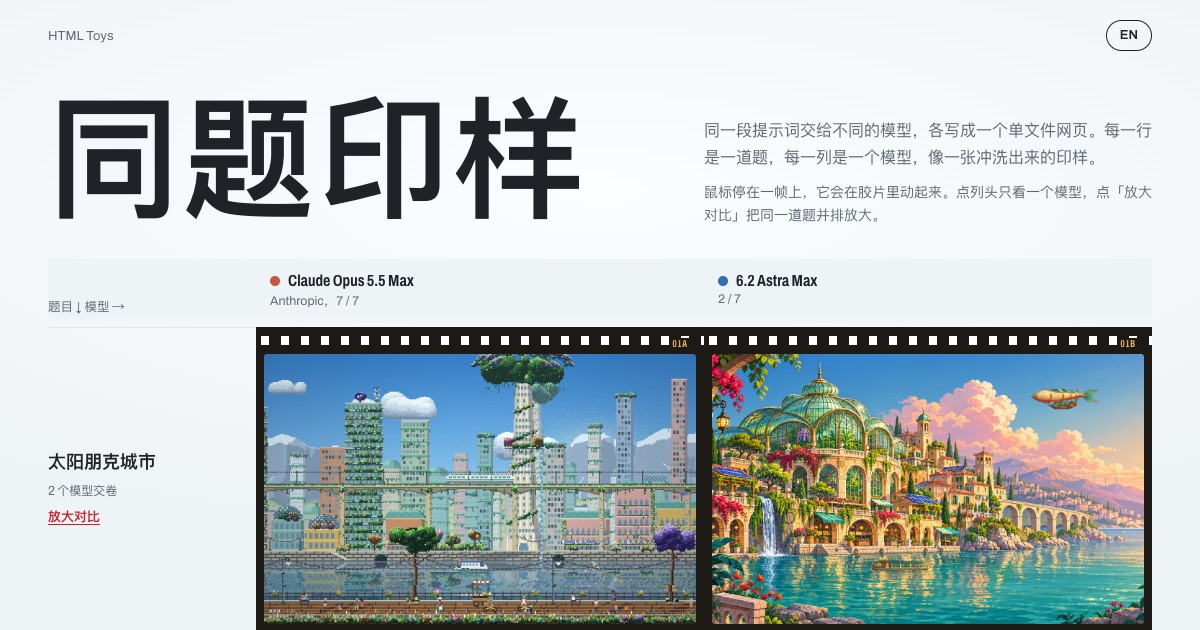 HTML Toys
EN
同题印样
同一段提示词交给不同的模型，各写成一个单文件网页。每一行
是一道题，每一列是一个模型，像一张冲洗出来的印样。
鼠标停在一帧上，它会在胶片里动起来。点列头只看一个模型，点「放大
对比」把同一道题并排放大。
题目↓模型→
Claude Opus 5.5 Max
Anthropic，7 / 7
6.2 Astra Max
2 / 7
01A
01B
太阳朋克城市
2 个模型交卷
放大对比